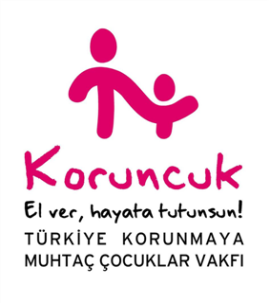 Koruncuk
El ver, hayata tutunsun!
TÜRKİYE KORUNMAYA
MUHTAÇ ÇOCUKLAR VAKFI